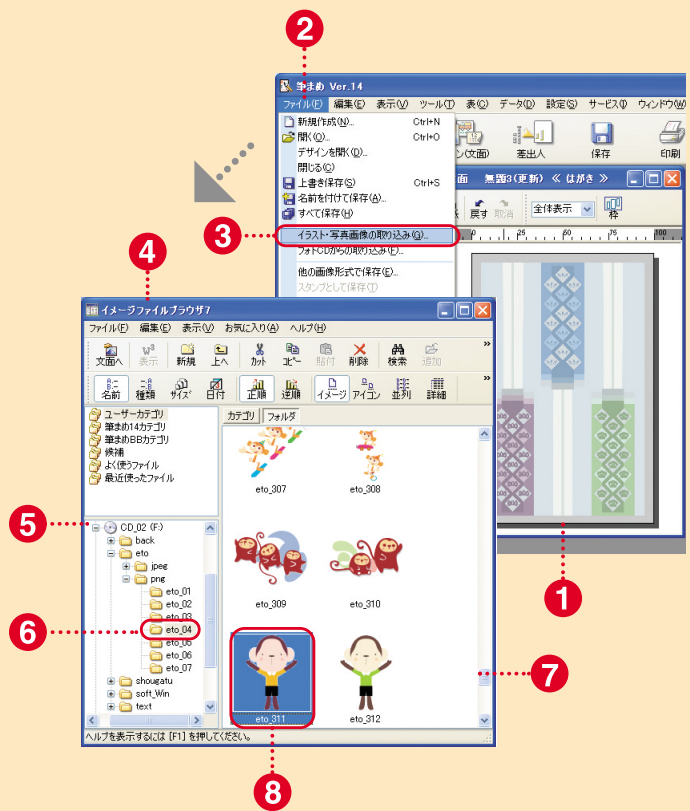 2
筆まめ Ver.14
ファイル(F) 編集(E) 表示(V) ツール(T) 表(C) データ(D) 設定(S) サービス(I) ウィンドウ(W)
新規作成(N)... Ctrl+N
開く(O)... Ctrl+O
デザインを開く(D)...
閉じる(C)
上書き保存(S) Ctrl+S
名前を付けて保存(A)...
すべて保存(H)
3
イラスト・写真画像の取り込み(G)...
フォトCDからの取り込み(F)...
他の画像形式で保存(E)...
スタンプとして保存(T)
ン(文面) 差出人 保存 印刷
面 無題3(更新) ≪ はがき ≫
戻す 取消 全体表示 枠
25 50 75 100
1
4
イメージファイルブラウザ7
ファイル(F) 編集(E) 表示(V) お気に入り(A) ヘルプ(H)
文面へ 表示 新規 上へ カット コピー 貼付 削除 検索 追加 »
名前 種類 サイズ 日付 正順 逆順 イメージ アイコン 並列 詳細 »
ユーザーカテゴリ
筆まめ14カテゴリ
筆まめBBカテゴリ
候補
よく使うファイル
最近使ったファイル
カテゴリ フォルダ
5
CD_02 (F:)
back
eto
jpeg
png
eto_01
eto_02
eto_03
6
eto_04
eto_05
eto_06
eto_07
shougatu
soft_Win
text
eto_307 eto_308
eto_309 eto_310
7
eto_311 eto_312
ヘルプを表示するには [F1] を押してください。
8